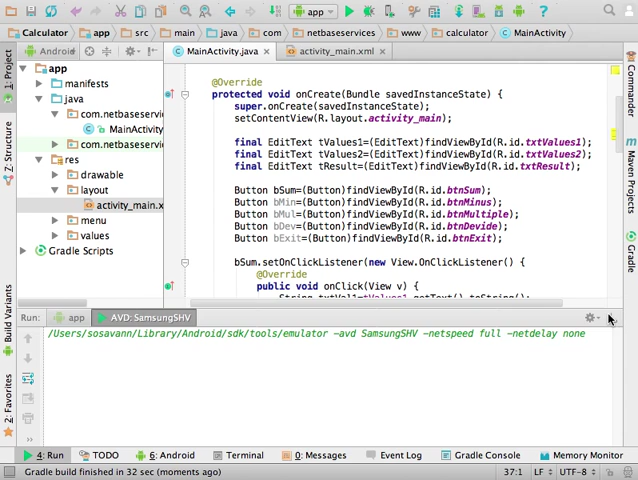 app
Calculator
app
src
main
java
com
netbaseservices
www
calculator
MainActivity
Android
MainActivity.java
activity_main.xml
1: Project
Z: Structure
Build Variants
2: Favorites
app
manifests
java
com.netbaseservi
MainActivity
com.netbaseservi
res
drawable
layout
activity_main.x
menu
values
Gradle Scripts
@Override
protected void onCreate(Bundle savedInstanceState) {
super.onCreate(savedInstanceState);
setContentView(R.layout.activity_main);
final EditText tValues1=(EditText)findViewById(R.id.txtValues1);
final EditText tValues2=(EditText)findViewById(R.id.txtValues2);
final EditText tResult=(EditText)findViewById(R.id.txtResult);
Button bSum=(Button)findViewById(R.id.btnSum);
Button bMin=(Button)findViewById(R.id.btnMinus);
Button bMul=(Button)findViewById(R.id.btnMultiple);
Button bDev=(Button)findViewById(R.id.btnDevide);
Button bExit=(Button)findViewById(R.id.btnExit);
bSum.setOnClickListener(new View.OnClickListener() {
@Override
public void onClick(View v) {
String txtVal1=tValues1.getText().toString();
Commander
Maven Projects
Gradle
Run:
app
AVD: SamsungSHV
/Users/sosavann/Library/Android/sdk/tools/emulator -avd SamsungSHV -netspeed full -netdelay none
4: Run
TODO
6: Android
Terminal
0: Messages
Event Log
Gradle Console
Memory Monitor
Gradle build finished in 32 sec (moments ago)
37:1
LF
UTF-8